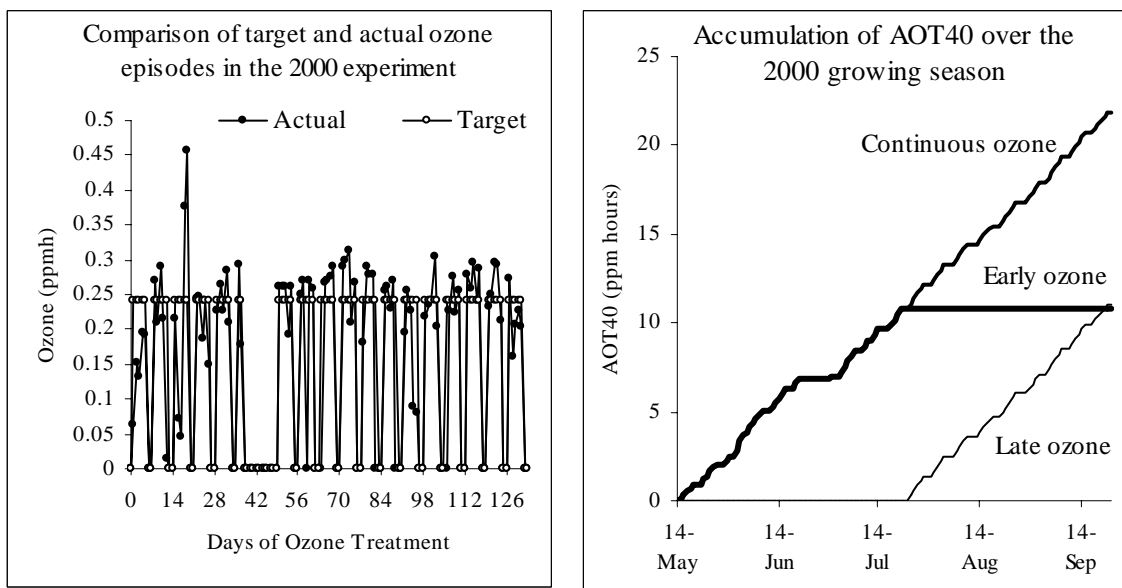 Comparison of target and actual ozone
episodes in the 2000 experiment
Actual
Target
0.5
0.45
0.4
0.35
0.3
0.25
0.2
0.15
0.1
0.05
0
Ozone (ppmh)
0 14 28 42 56 70 84 98 112 126
Days of Ozone Treatment
Accumulation of AOT40 over the
2000 growing season
25
20
15
10
5
0
AOT40 (ppm hours)
Continuous ozone
Early ozone
Late ozone
14- 14- 14- 14- 14-
May Jun Jul Aug Sep